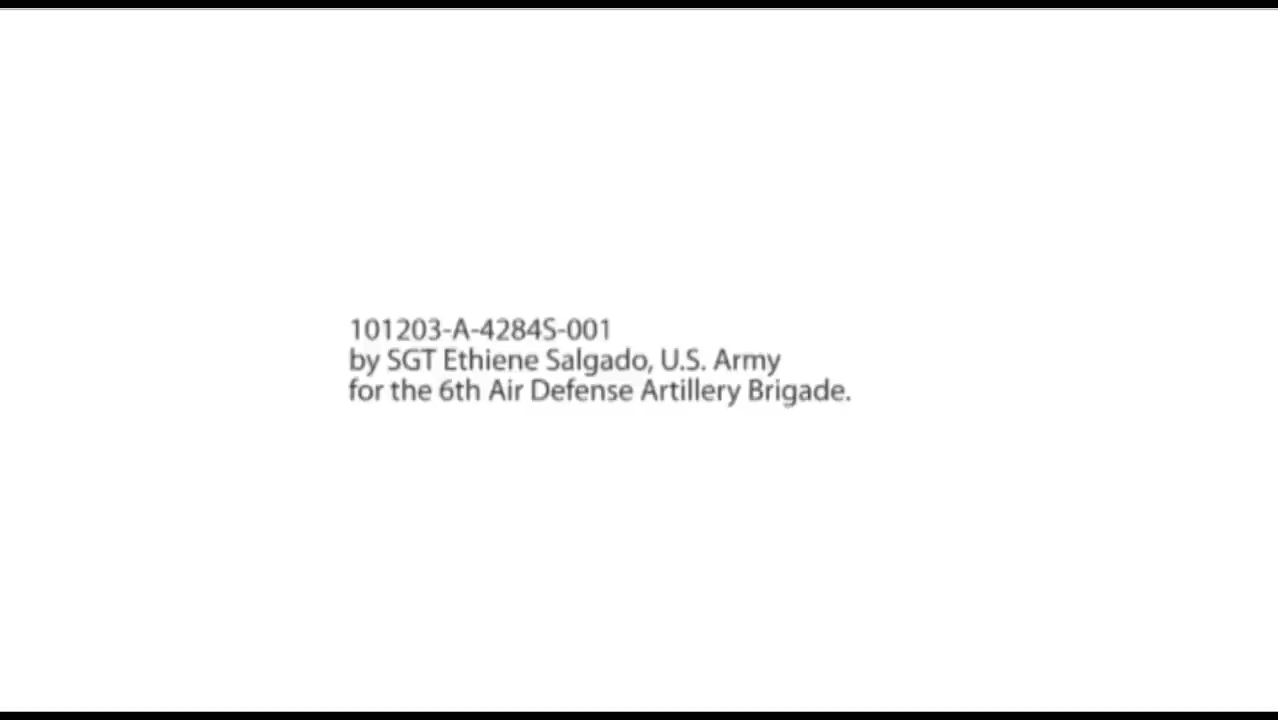 101203-A-4284S-001
by SGT Ethiene Salgado, U.S. Army
for the 6th Air Defense Artillery Brigade.